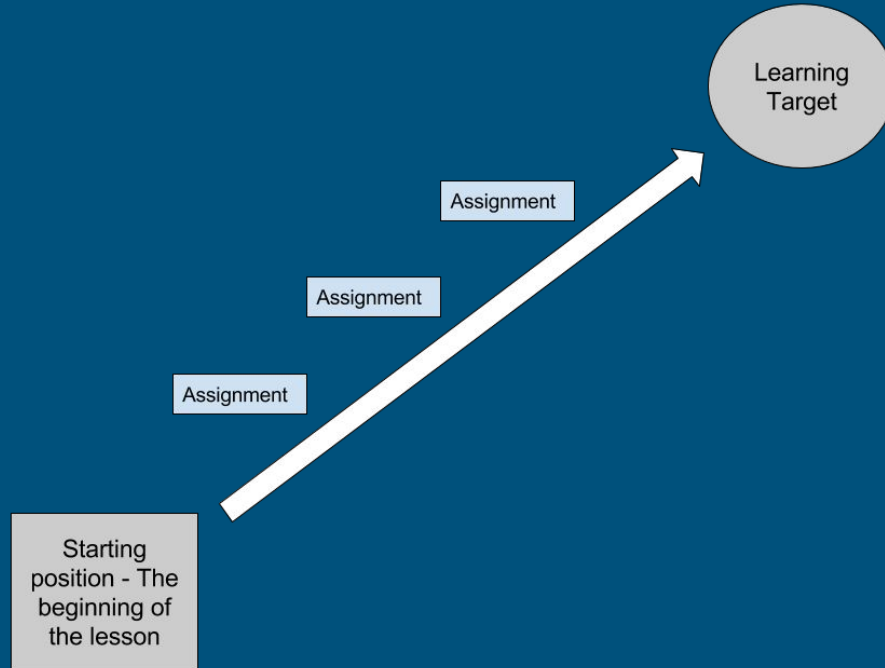 Learning
Target
Assignment
Assignment
Assignment
Starting
position - The
beginning of
the lesson